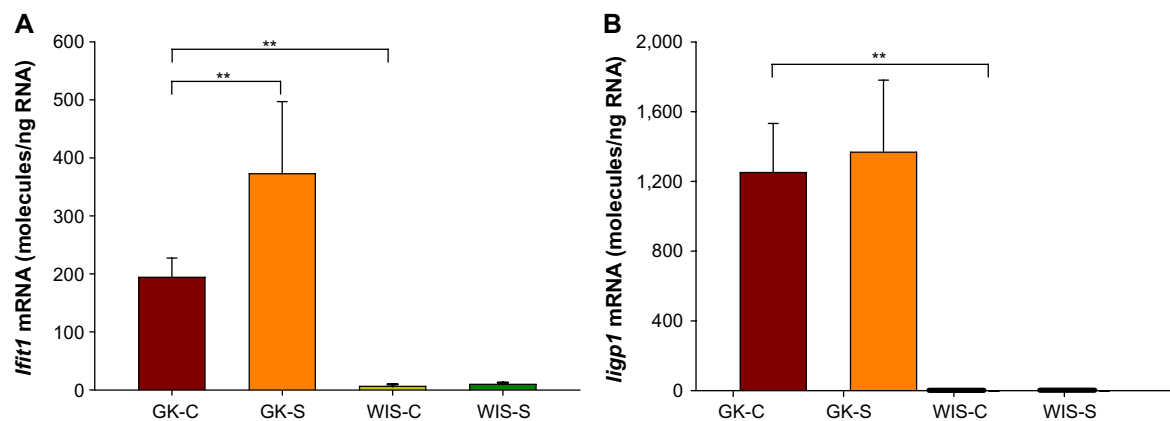 A
Ifit1 mRNA (molecules/ng RNA)
600
500
400
300
200
100
0
**
**
GK-C GK-S WIS-C WIS-S
B
Iigp1 mRNA (molecules/ng RNA)
2,000
1,600
1,200
800
400
0
**
GK-C GK-S WIS-C WIS-S